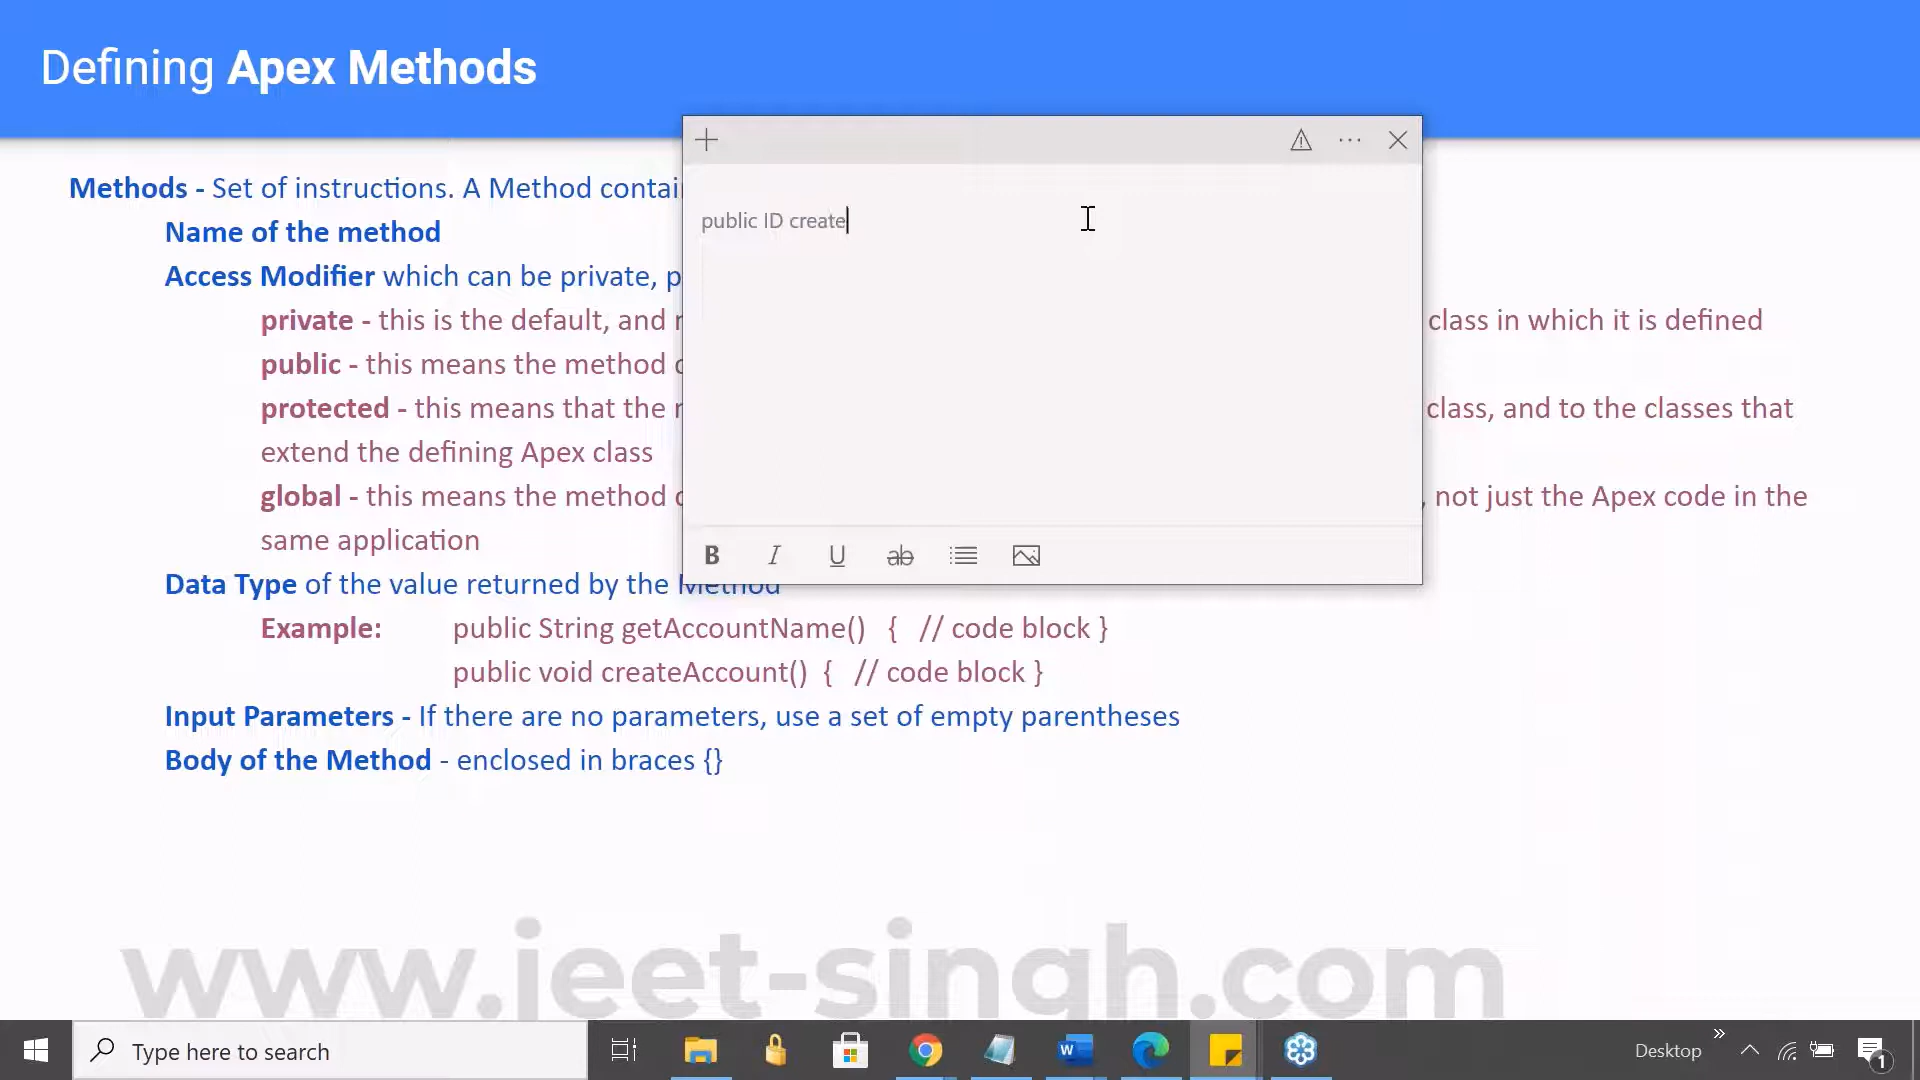 Defining Apex Methods
Methods - Set of instructions. A Method contai
public ID create
Name of the method
Access Modifier which can be private, p
private - this is the default, and class in which it is defined
public - this means the method
protected - this means that the class, and to the classes that
extend the defining Apex class
global - this means the method , not just the Apex code in the
same application
B I U ab
Data Type of the value returned by the Method
Example: public String getAccountName() { // code block }
public void createAccount() { // code block }
Input Parameters - If there are no parameters, use a set of empty parentheses
Body of the Method - enclosed in braces {}
www.jeet-singh.com
Type here to search
W
Desktop
1